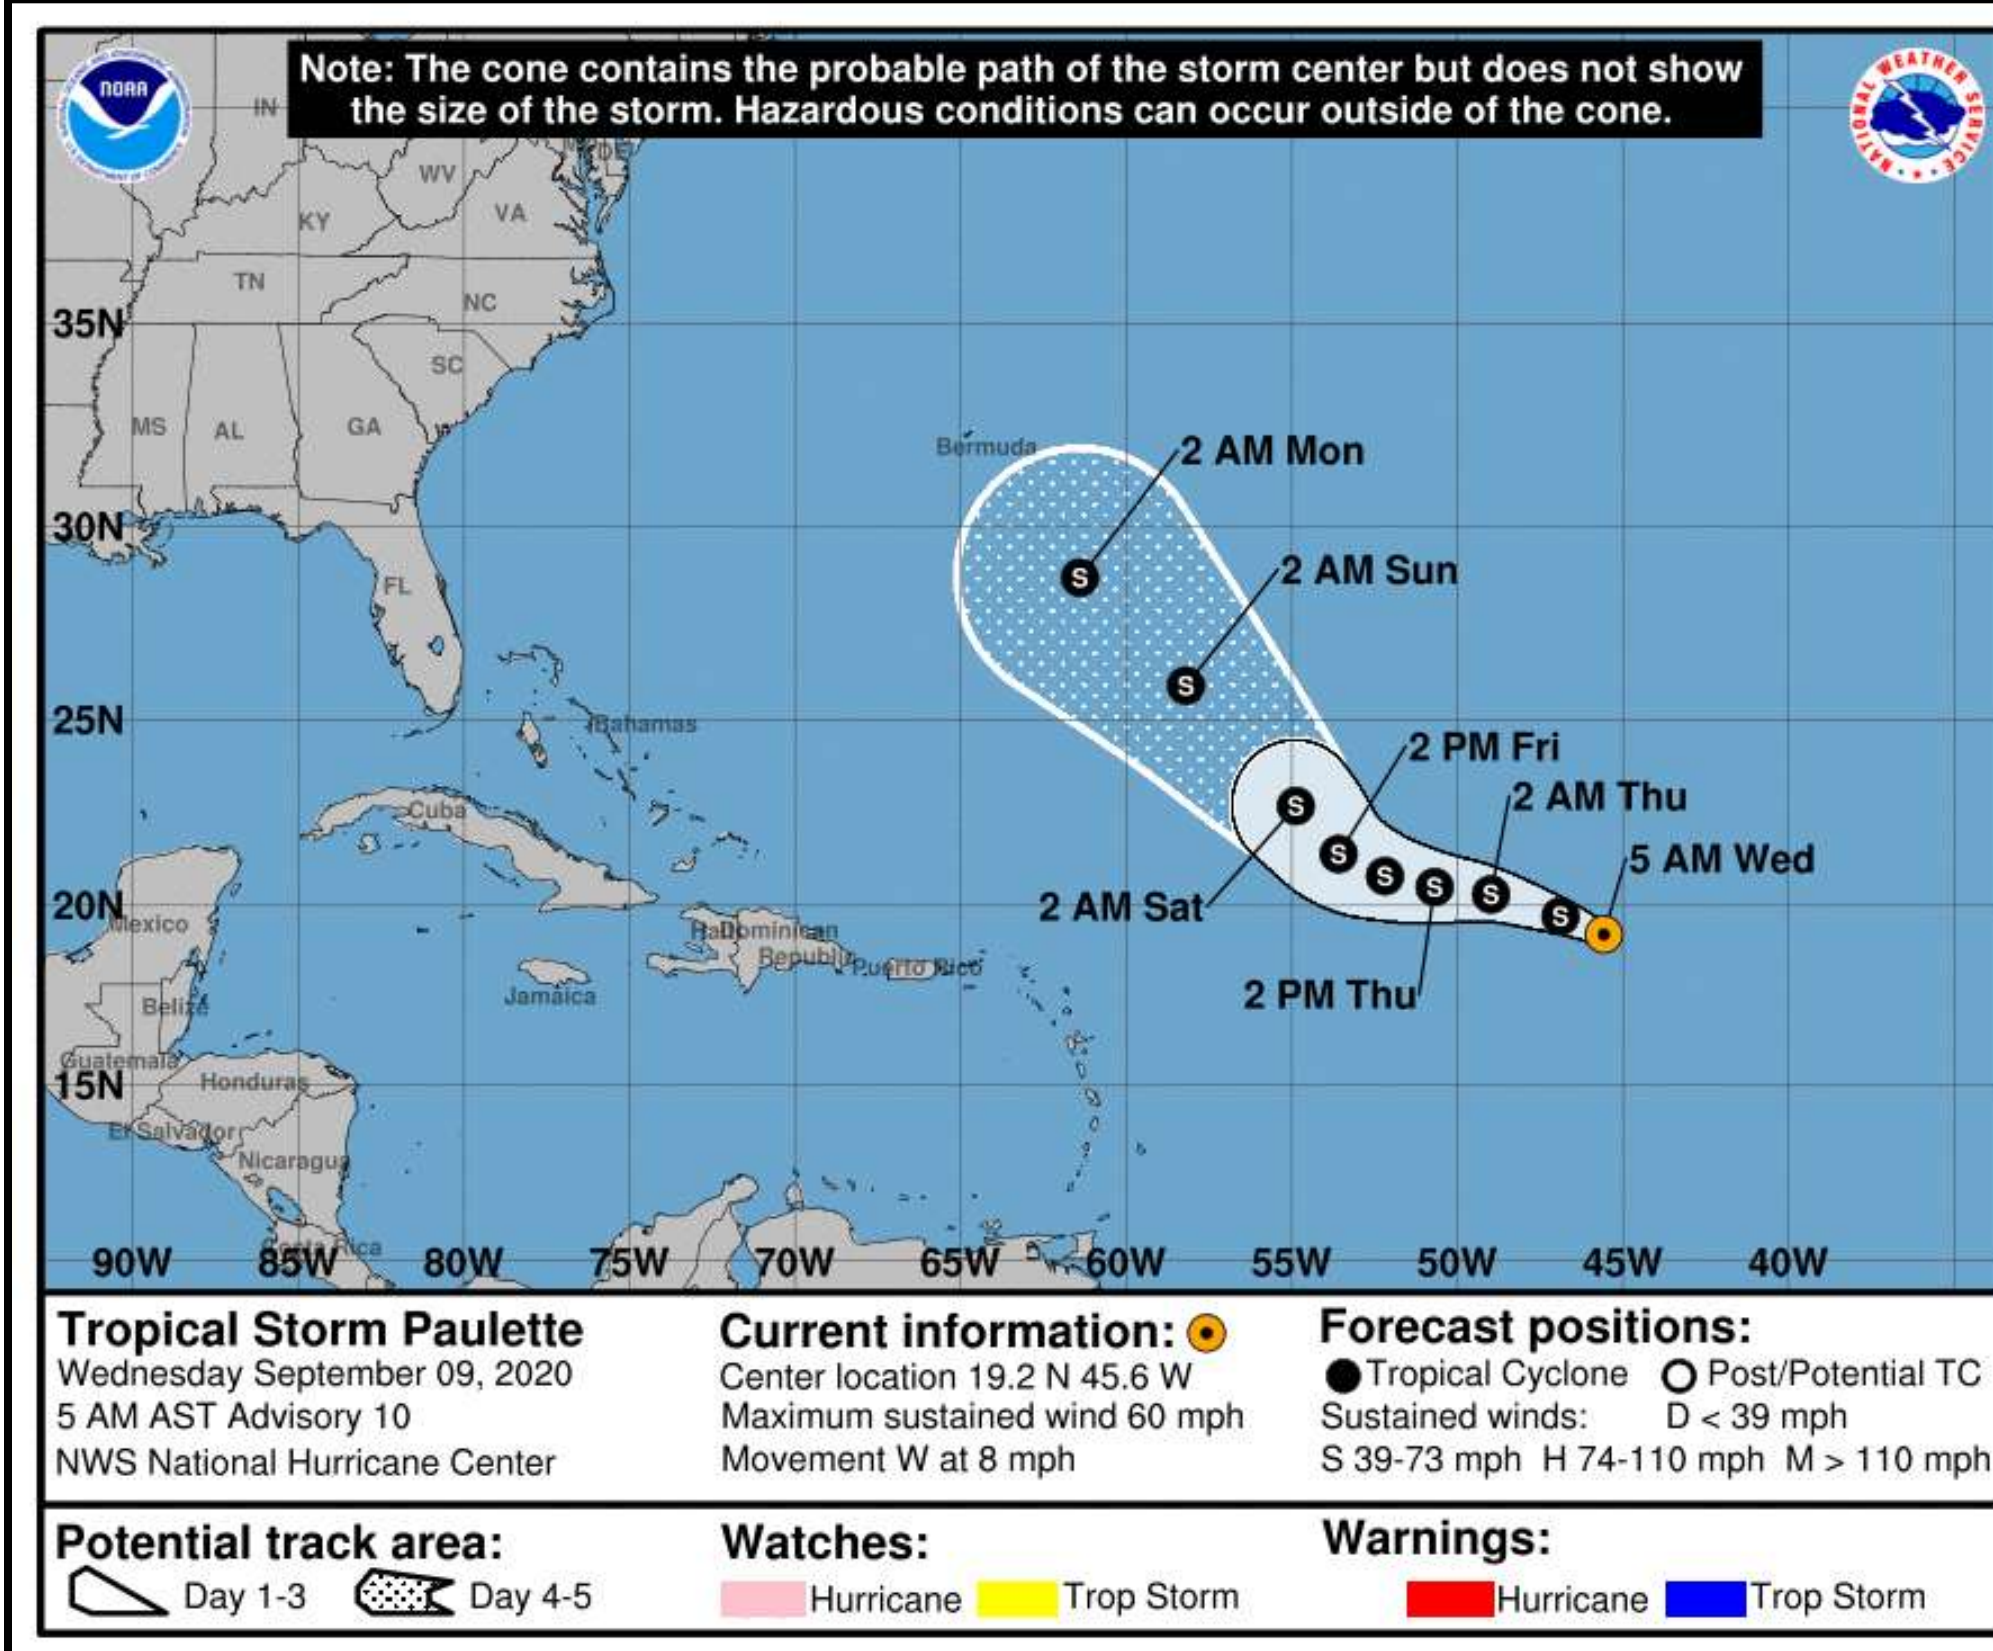 Note: The cone contains the probable path of the storm center but does not show
the size of the storm. Hazardous conditions can occur outside of the cone.
NOAA
NATIONAL WEATHER SERVICE
IN
DE
WV
VA
KY
TN
NC
35N
SC
MS
AL
GA
Bermuda
2 AM Mon
30N
FL
2 AM Sun
25N
Bahamas
2 PM Fri
2 AM Thu
Cuba
5 AM Wed
20N
2 AM Sat
Mexico
Dominican
Republic
Puerto Rico
Jamaica
2 PM Thu
Belize
Guatemala
15N
Honduras
El Salvador
Nicaragua
Costa Rica
S
S
S
S
S
S
S
S
90W 85W 80W 75W 70W 65W 60W 55W 50W 45W 40W
Tropical Storm Paulette
Wednesday September 09, 2020
5 AM AST Advisory 10
NWS National Hurricane Center
Current information:
Center location 19.2 N 45.6 W
Maximum sustained wind 60 mph
Movement W at 8 mph
Forecast positions:
Tropical Cyclone Post/Potential TC
Sustained winds: D < 39 mph
S 39-73 mph H 74-110 mph M > 110 mph
Potential track area:
Day 1-3 Day 4-5
Watches:
Hurricane Trop Storm
Warnings:
Hurricane Trop Storm